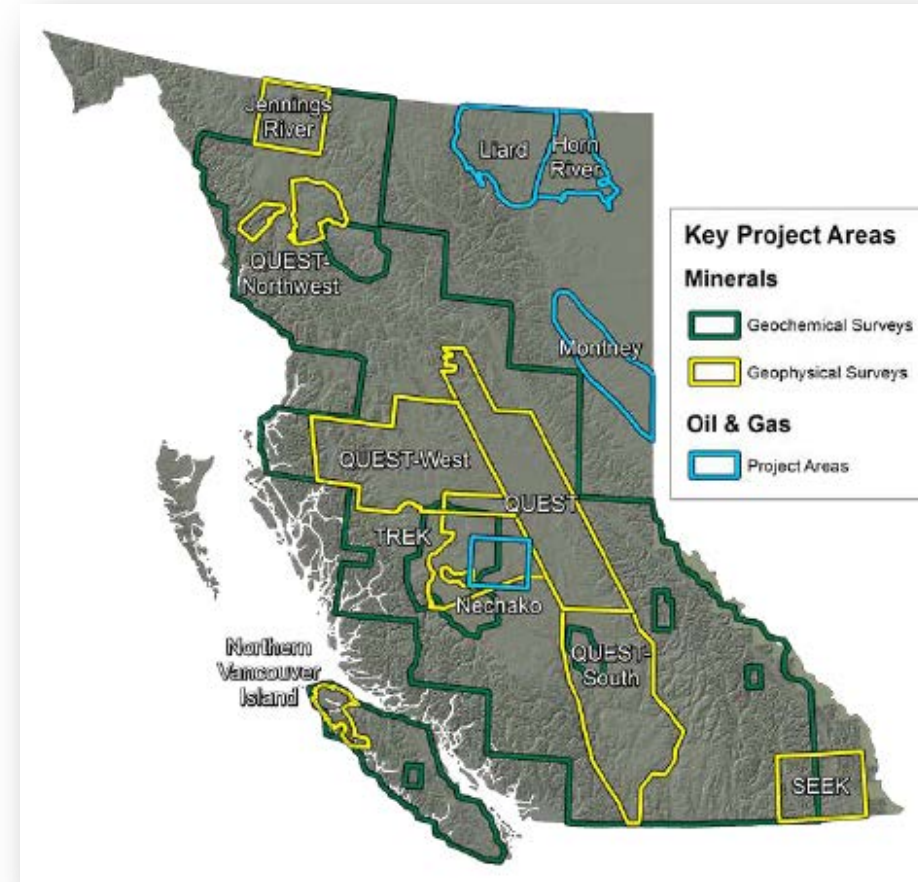 Jennings
River
Liard
Horn
River
QUEST-
Northwest
Key Project Areas
Minerals
Geochemical Surveys
Geophysical Surveys
Oil & Gas
Project Areas
Montney
QUEST-West
QUEST
TREK
Nechako
Northern
Vancouver
Island
QUEST-
South
SEEK